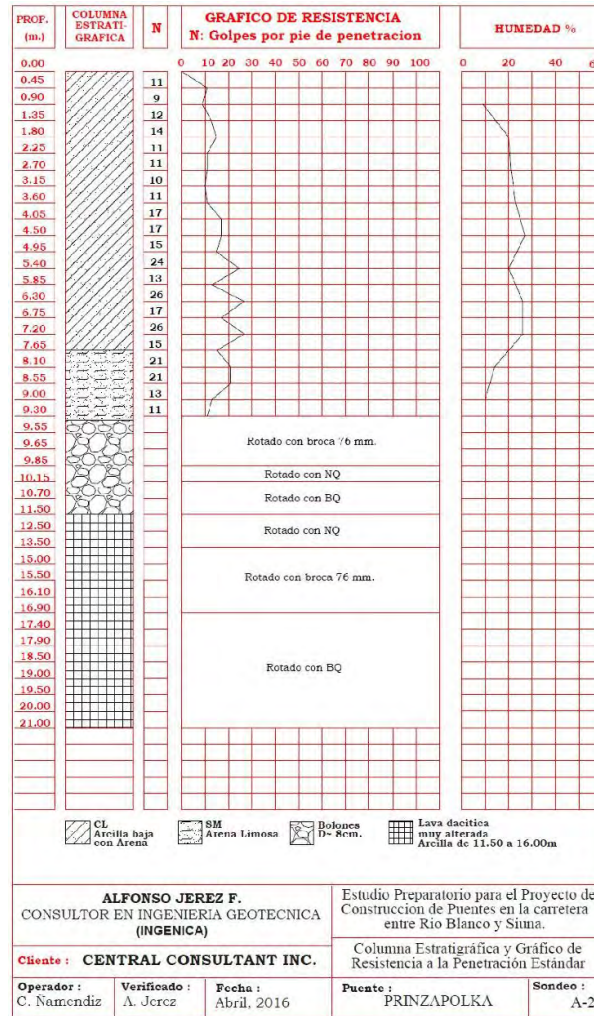 PROF. (m.)
COLUMNA ESTRATI- GRAFICA
N
GRAFICO DE RESISTENCIA
N: Golpes por pie de penetracion
HUMEDAD %
0.00
0 10 20 30 40 50 60 70 80 90 100
0 20 40 6
0.45 11
0.90 9
1.35 12
1.80 14
2.25 11
2.70 11
3.15 10
3.60 11
4.05 17
4.50 17
4.95 15
5.40 24
5.85 13
6.30 26
6.75 17
7.20 26
7.65 15
8.10 21
8.55 21
9.00 13
9.30 11
9.55
9.65 Rotado con broca 76 mm.
9.85
10.15 Rotado con NQ
10.70 Rotado con BQ
11.50
12.50 Rotado con NQ
13.50
15.00
15.50 Rotado con broca 76 mm.
16.10
16.90
17.40
17.90
18.50
19.00 Rotado con BQ
19.50
20.00
21.00
CL
Arcilla baja
con Arena
SM
Arena Limosa
Bolones
D~ 8cm.
Lava dacitica
muy alterada
Arcilla de 11.50 a 16.00m
ALFONSO JEREZ F.
CONSULTOR EN INGENIERIA GEOTECNICA
(INGENICA)
Estudio Preparatorio para el Proyecto de
Construccion de Puentes en la carretera
entre Rio Blanco y Siuna.
Cliente : CENTRAL CONSULTANT INC.
Columna Estratigráfica y Gráfico de
Resistencia a la Penetración Estándar
Operador :
C. Ñamendiz
Verificado :
A. Jerez
Fecha :
Abril, 2016
Puente :
PRINZAPOLKA
Sondeo :
A-2